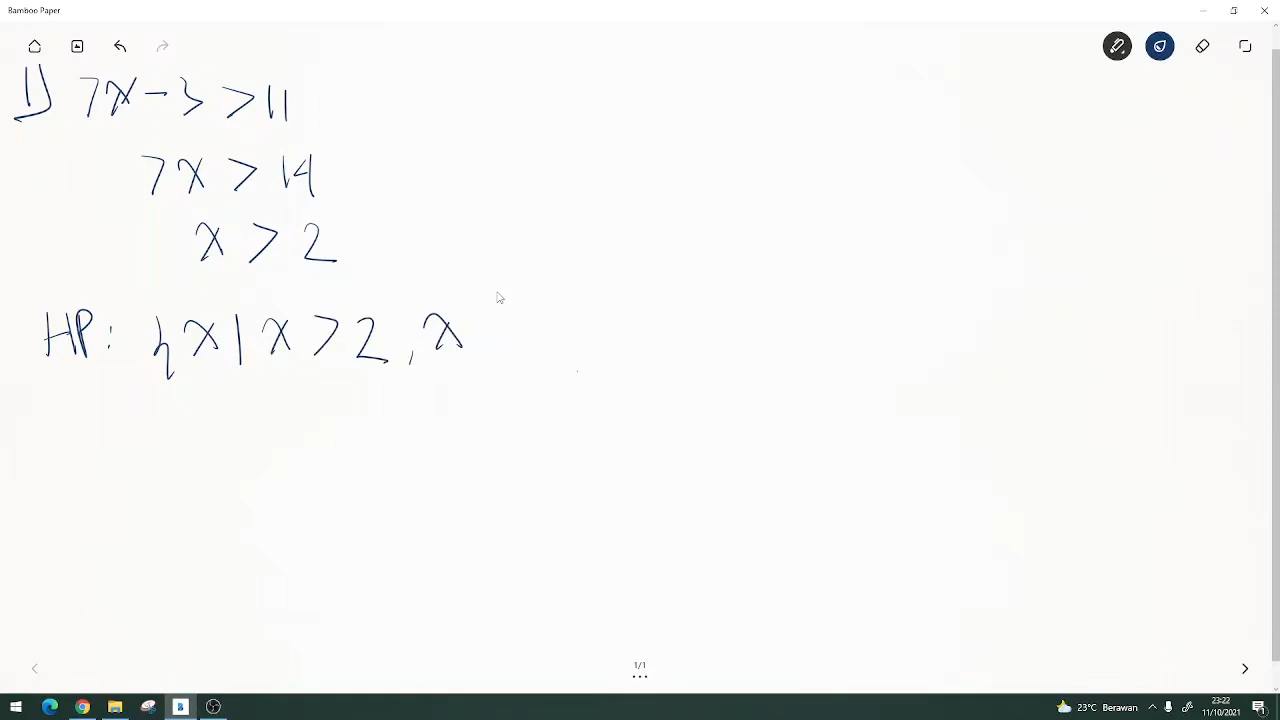 Bamboo Paper
1) 7x - 3 > 11
7x > 14
x > 2
HP: {x | x > 2, x
1/1
23°C Berawan
23:22
11/10/2021